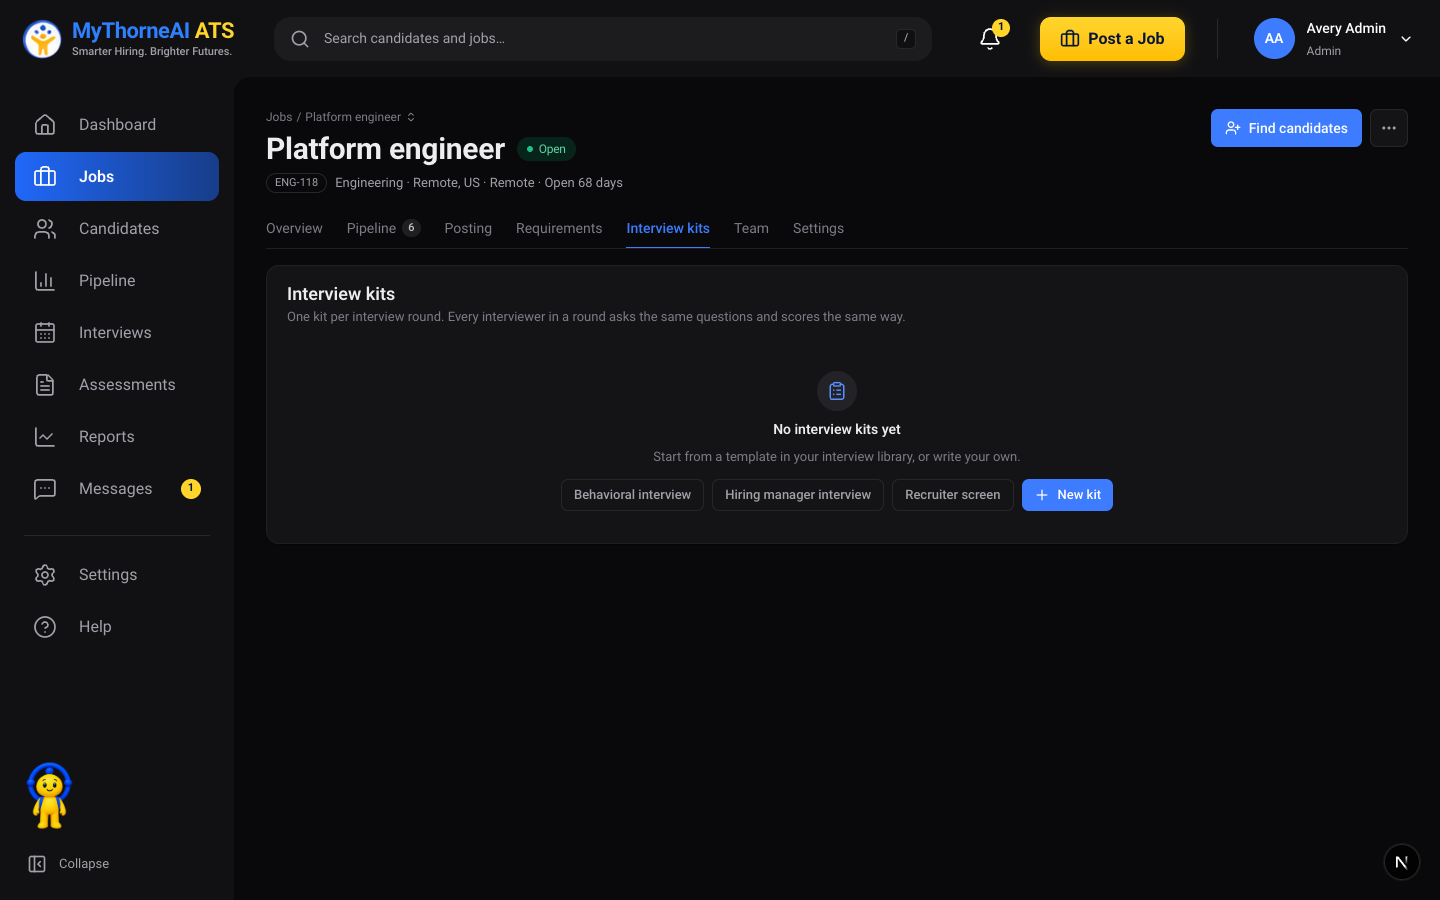 MyThorneAI ATS
Smarter Hiring. Brighter Futures.
Search candidates and jobs…
/
1
Post a Job
AA
Avery Admin
Admin
Dashboard
Jobs
Candidates
Pipeline
Interviews
Assessments
Reports
Messages
1
Settings
Help
Collapse
Jobs / Platform engineer
Platform engineer
Open
ENG-118
Engineering · Remote, US · Remote · Open 68 days
Find candidates
Overview
Pipeline 6
Posting
Requirements
Interview kits
Team
Settings
Interview kits
One kit per interview round. Every interviewer in a round asks the same questions and scores the same way.
No interview kits yet
Start from a template in your interview library, or write your own.
Behavioral interview
Hiring manager interview
Recruiter screen
New kit
N